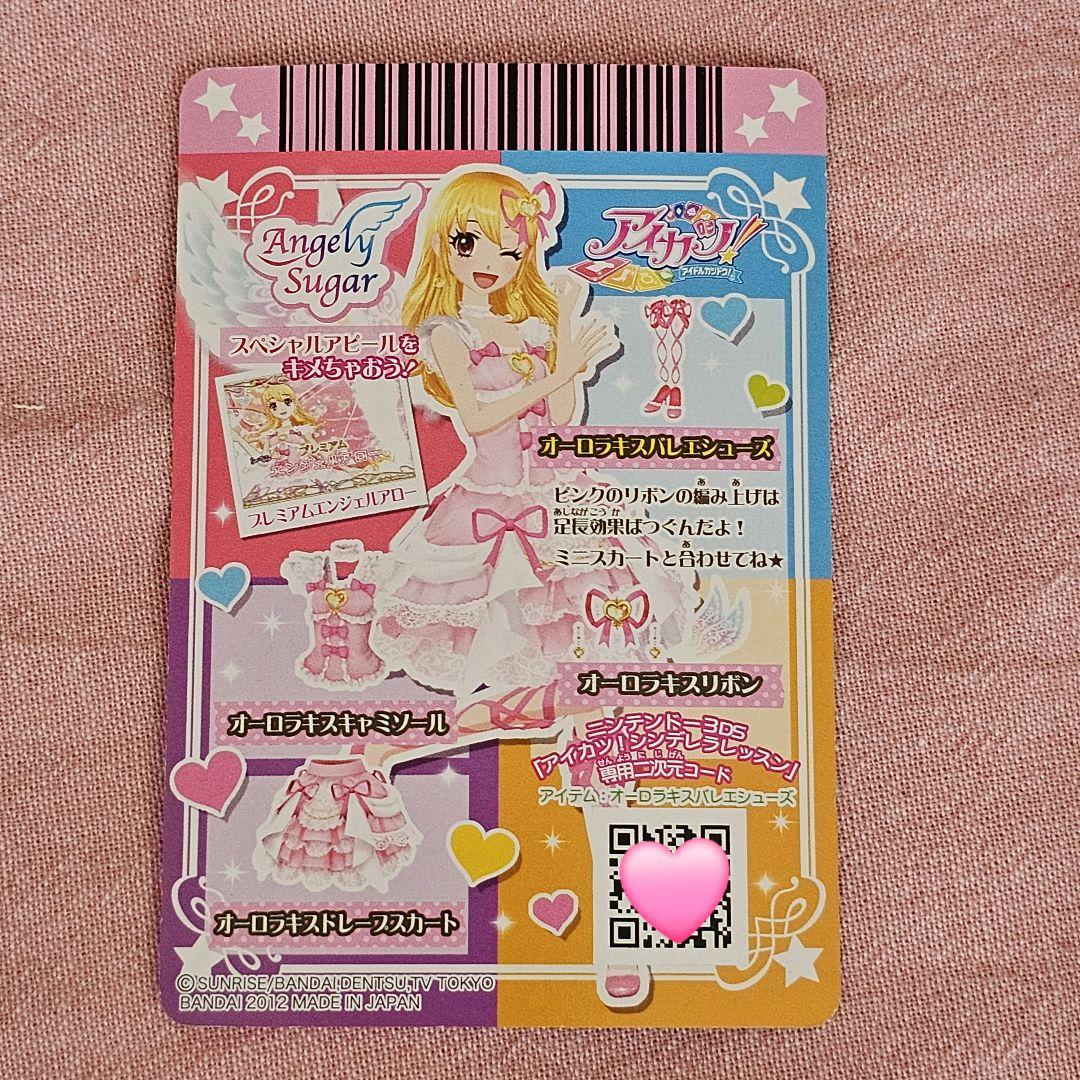 Angely
Sugar
アイカツ!
アイドルカツドウ!
スペシャルアピールを
キメちゃおう!
プレミアム
エンジェルアロー
プレミアムエンジェルアロー
オーロラキスバレエシューズ
ピンクのリボンの編み上げは
足長効果ばつぐんだよ!
ミニスカートと合わせてね★
オーロラキスリボン
オーロラキスキャミソール
ニンテンドー3DS
「アイカツ!シンデレラレッスン」
専用二次元コード
アイテム:オーロラキスバレエシューズ
オーロラキスドレープスカート
©SUNRISE/BANDAI,DENTSU,TV TOKYO
BANDAI 2012 MADE IN JAPAN